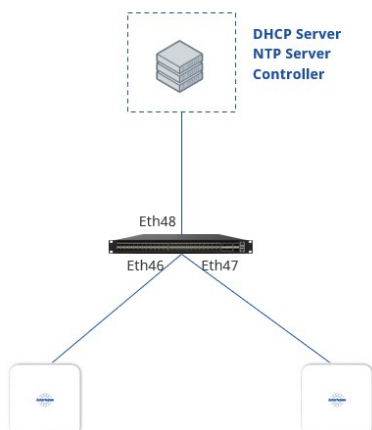 DHCP Server
NTP Server
Controller
Eth48
Eth46
Eth47